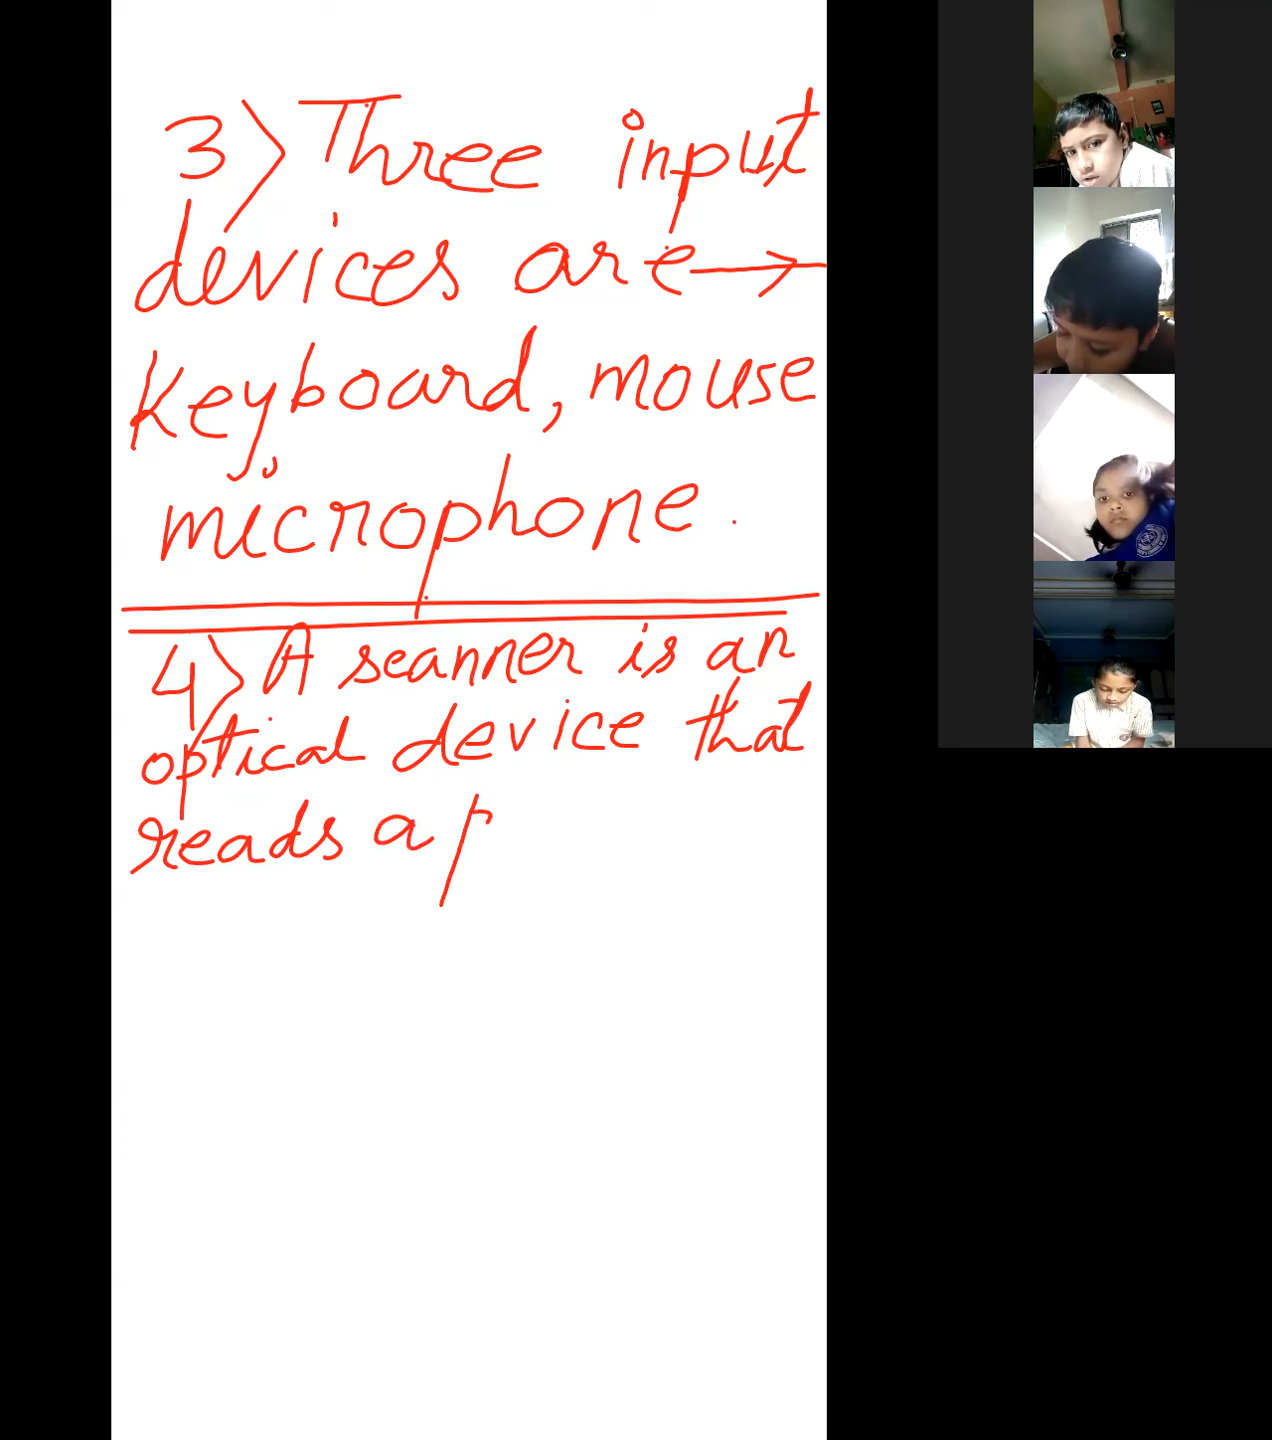 3) Three input
devices are→
keyboard, mouse
microphone.
4) A scanner is an
optical device that
reads a p